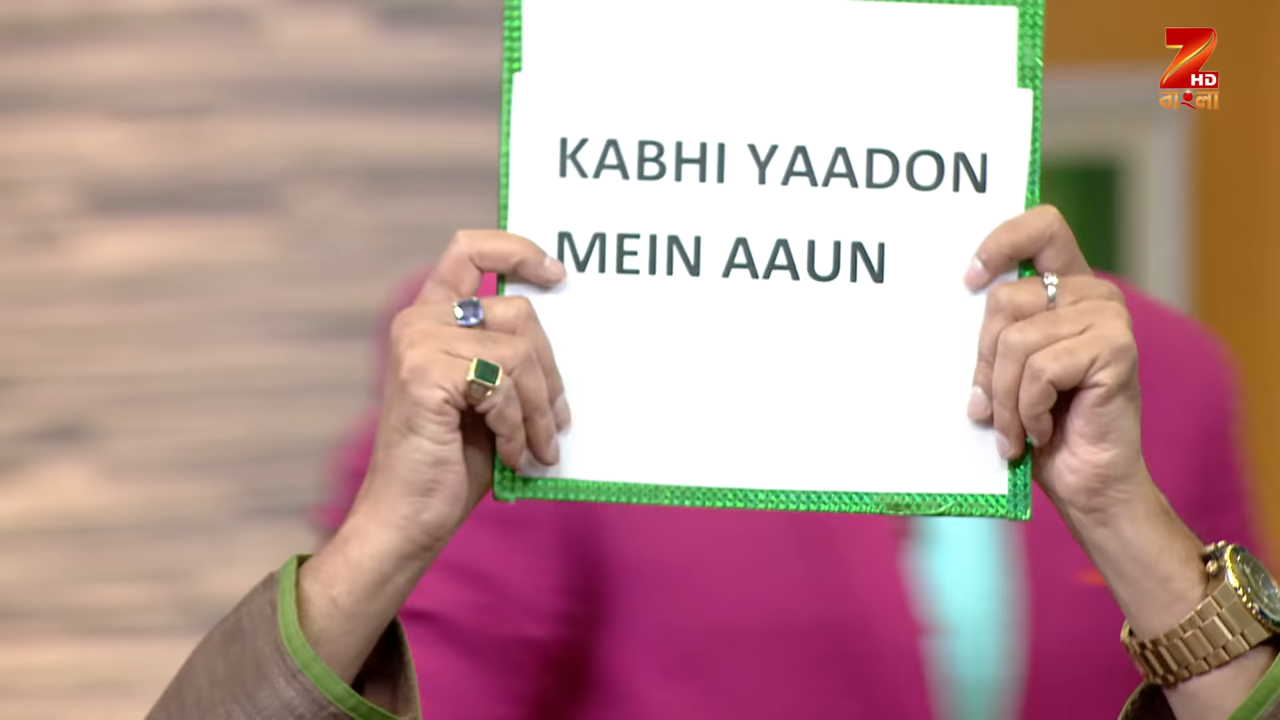 Z HD
বাংলা
KABHI YAADON
MEIN AAUN